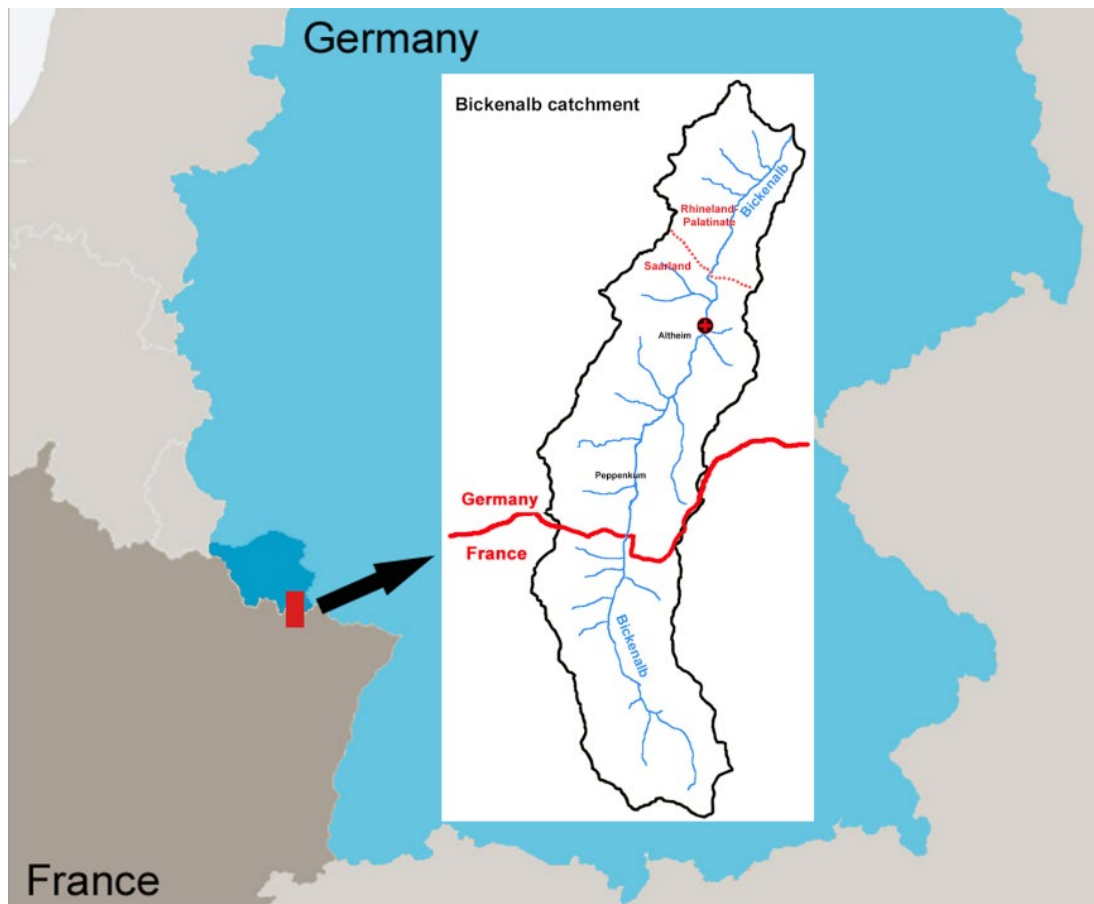 Germany
Bickenalb catchment
Bickenalb
Rhineland-
Palatinate
Saarland
Altheim
Peppenkum
Germany
France
Bickenalb
France